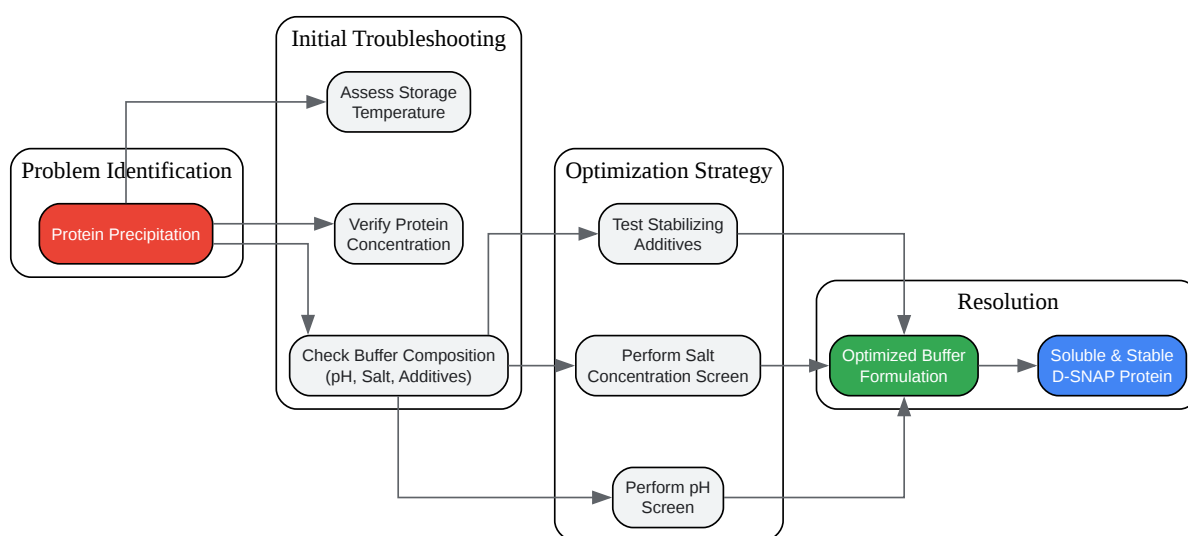 Problem Identification
Protein Precipitation
Initial Troubleshooting
Assess Storage
Temperature
Verify Protein
Concentration
Check Buffer Composition
(pH, Salt, Additives)
Optimization Strategy
Test Stabilizing
Additives
Perform Salt
Concentration Screen
Perform pH
Screen
Resolution
Optimized Buffer
Formulation
Soluble & Stable
D-SNAP Protein